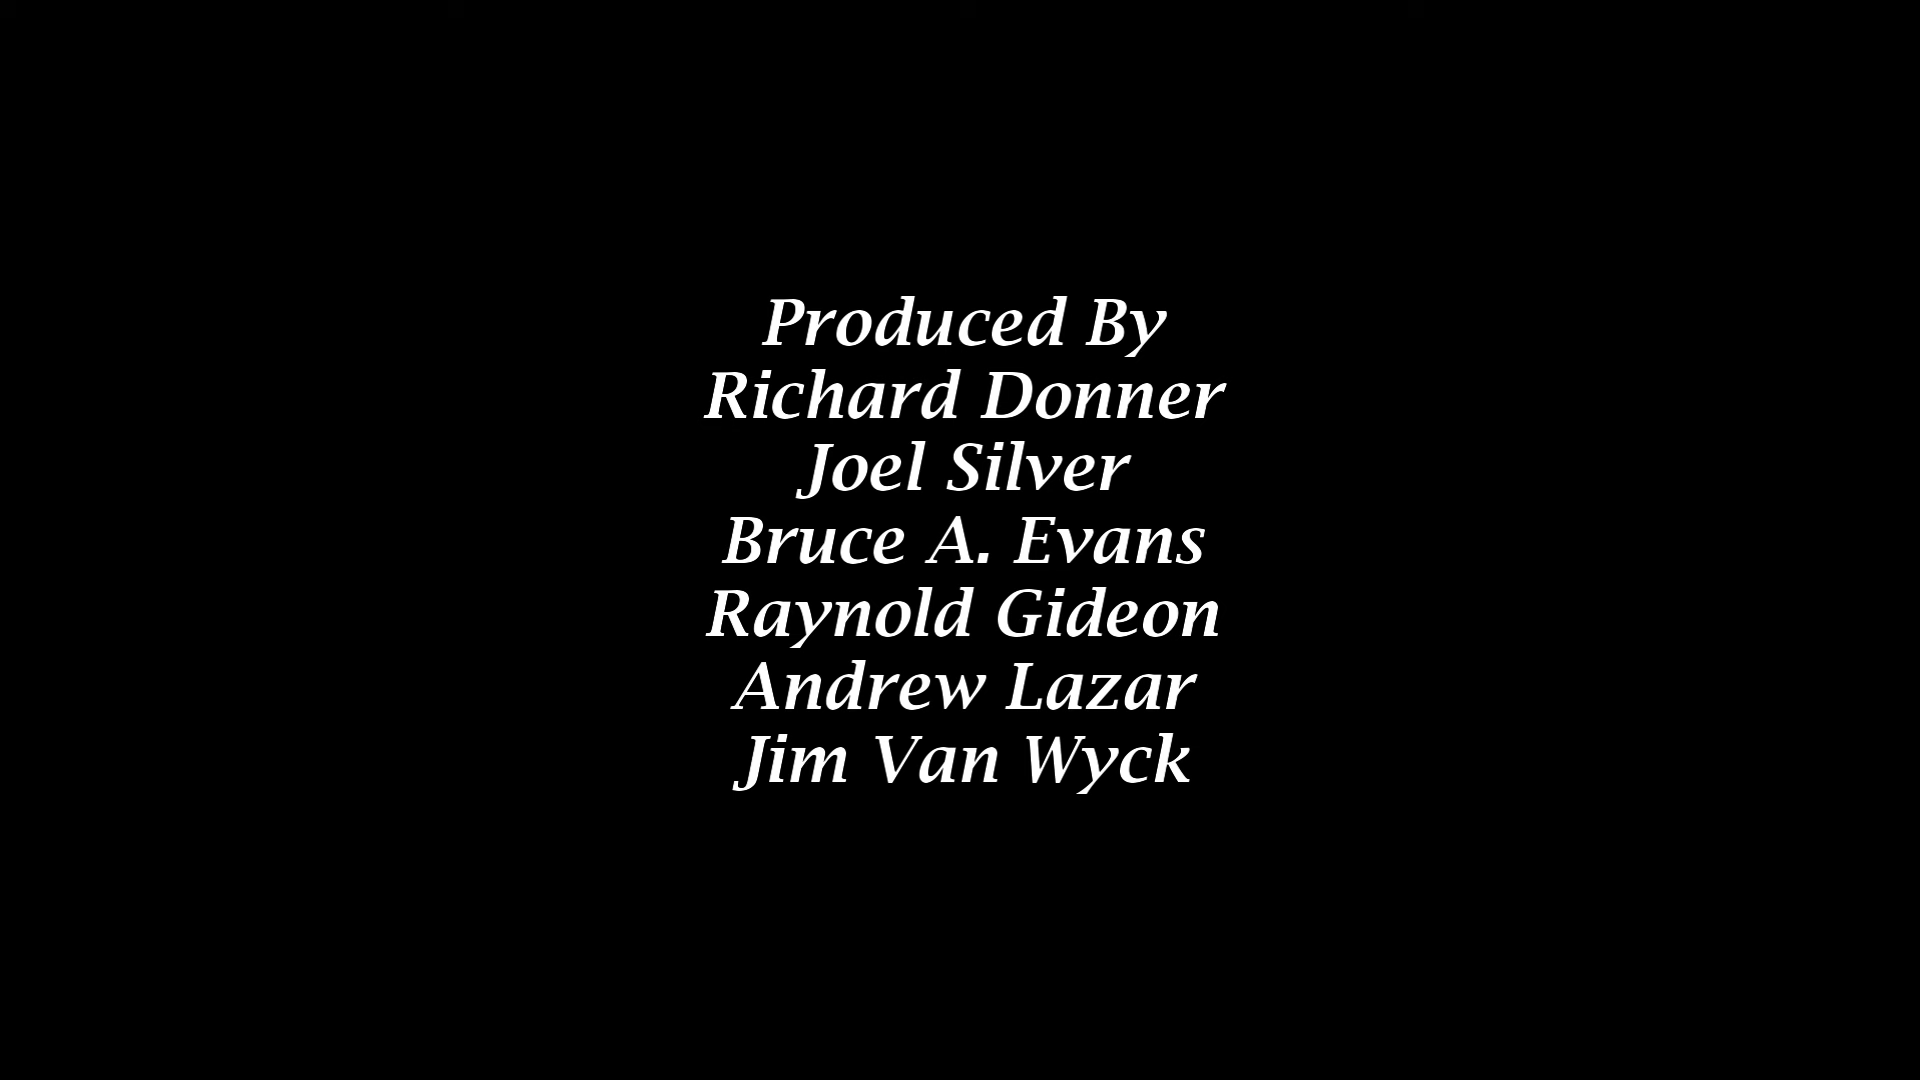 Produced By
Richard Donner
Joel Silver
Bruce A. Evans
Raynold Gideon
Andrew Lazar
Jim Van Wyck